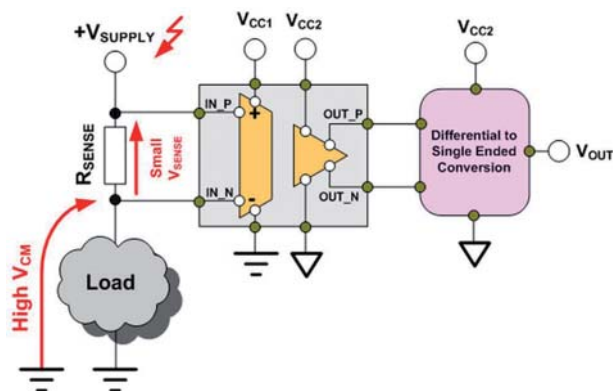 VCC1
VCC2
VCC2
+VSUPPLY
IN_P
+
OUT_P
RSENSE
Small
VSENSE
Differential to
Single Ended
Conversion
VOUT
IN_N
-
OUT_N
High VCM
Load